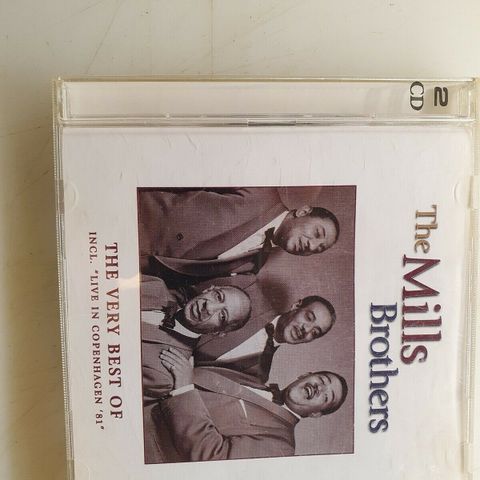 2
CD
The Mills
Brothers
THE VERY BEST OF
INCL. "LIVE IN COPENHAGEN '81"